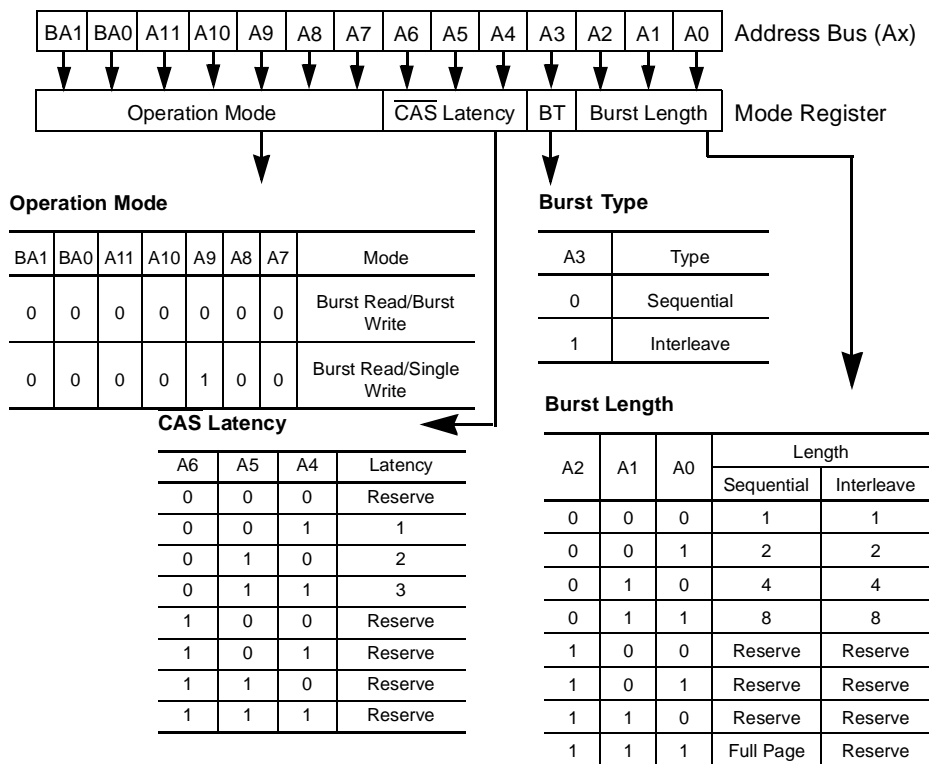 BA1 BA0 A11 A10 A9 A8 A7 A6 A5 A4 A3 A2 A1 A0 Address Bus (Ax)
Operation Mode CAS Latency BT Burst Length Mode Register
Operation Mode
BA1 BA0 A11 A10 A9 A8 A7 Mode
0 0 0 0 0 0 0 Burst Read/Burst
Write
0 0 0 0 1 0 0 Burst Read/Single
Write
Burst Type
A3 Type
0 Sequential
1 Interleave
CAS Latency
A6 A5 A4 Latency
0 0 0 Reserve
0 0 1 1
0 1 0 2
0 1 1 3
1 0 0 Reserve
1 0 1 Reserve
1 1 0 Reserve
1 1 1 Reserve
Burst Length
A2 A1 A0 Length
Sequential Interleave
0 0 0 1 1
0 0 1 2 2
0 1 0 4 4
0 1 1 8 8
1 0 0 Reserve Reserve
1 0 1 Reserve Reserve
1 1 0 Reserve Reserve
1 1 1 Full Page Reserve